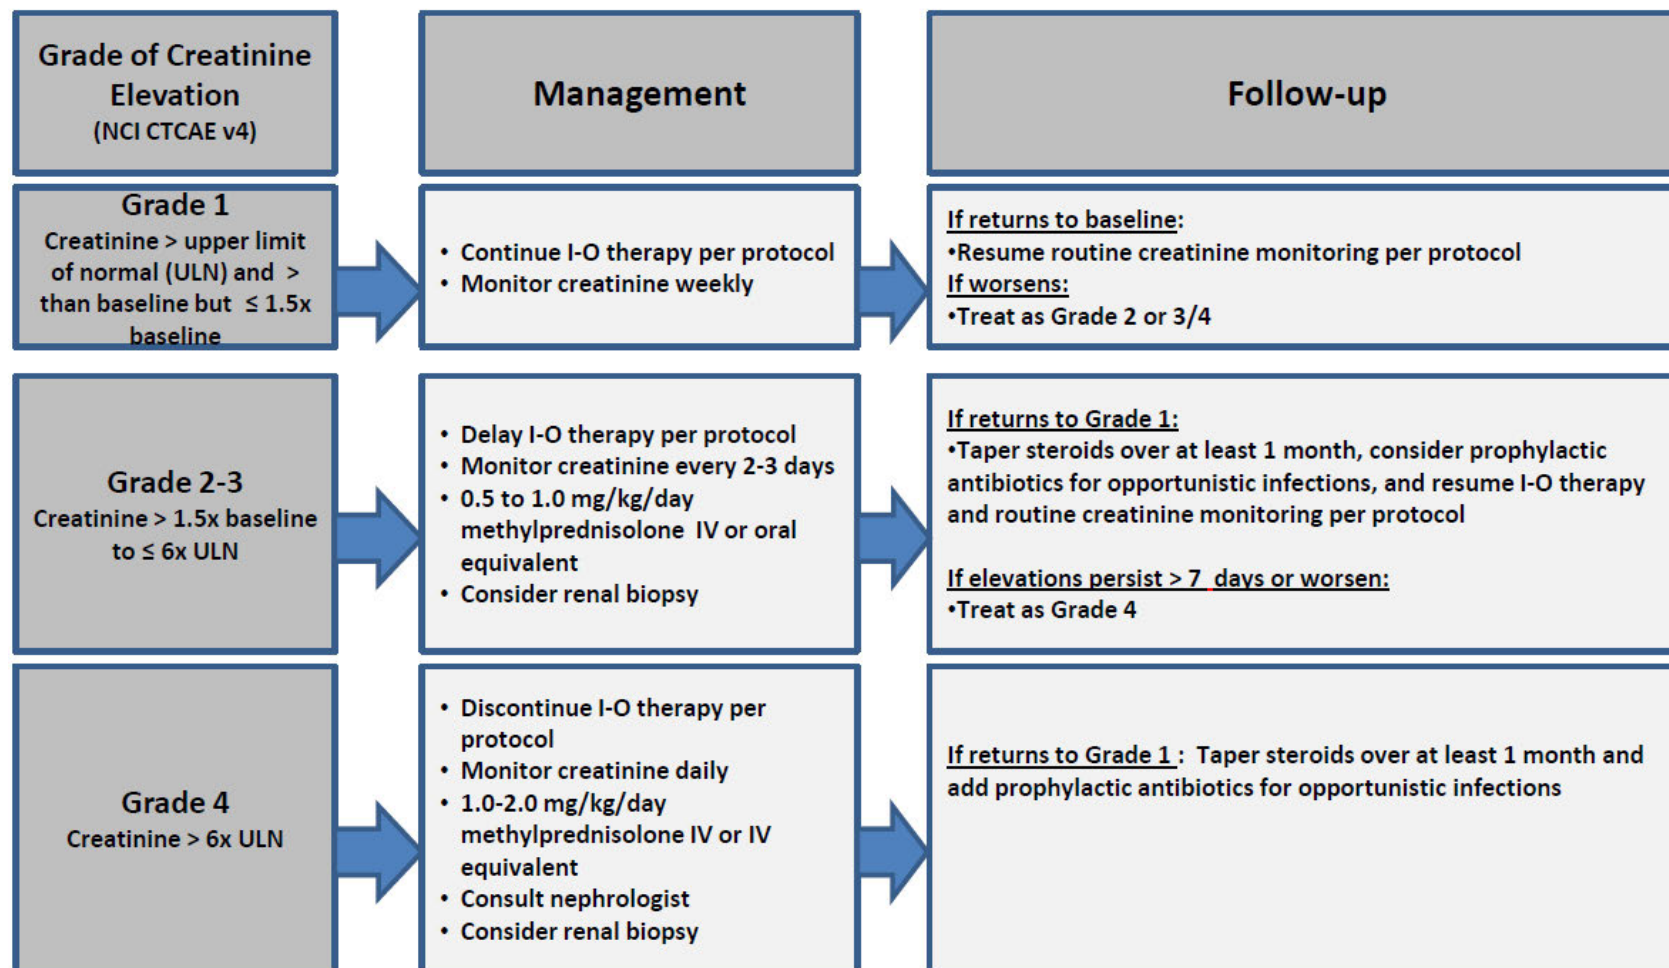 Grade of Creatinine
Elevation
(NCI CTCAE v4)
Management
Follow-up
Grade 1
Creatinine > upper limit
of normal (ULN) and >
than baseline but ≤ 1.5x
baseline
• Continue I-O therapy per protocol
• Monitor creatinine weekly
If returns to baseline:
•Resume routine creatinine monitoring per protocol
If worsens:
•Treat as Grade 2 or 3/4
Grade 2-3
Creatinine > 1.5x baseline
to ≤ 6x ULN
• Delay I-O therapy per protocol
• Monitor creatinine every 2-3 days
• 0.5 to 1.0 mg/kg/day
methylprednisolone IV or oral
equivalent
• Consider renal biopsy
If returns to Grade 1:
•Taper steroids over at least 1 month, consider prophylactic
antibiotics for opportunistic infections, and resume I-O therapy
and routine creatinine monitoring per protocol
If elevations persist > 7 days or worsen:
•Treat as Grade 4
Grade 4
Creatinine > 6x ULN
• Discontinue I-O therapy per
protocol
• Monitor creatinine daily
• 1.0-2.0 mg/kg/day
methylprednisolone IV or IV
equivalent
• Consult nephrologist
• Consider renal biopsy
If returns to Grade 1 : Taper steroids over at least 1 month and
add prophylactic antibiotics for opportunistic infections